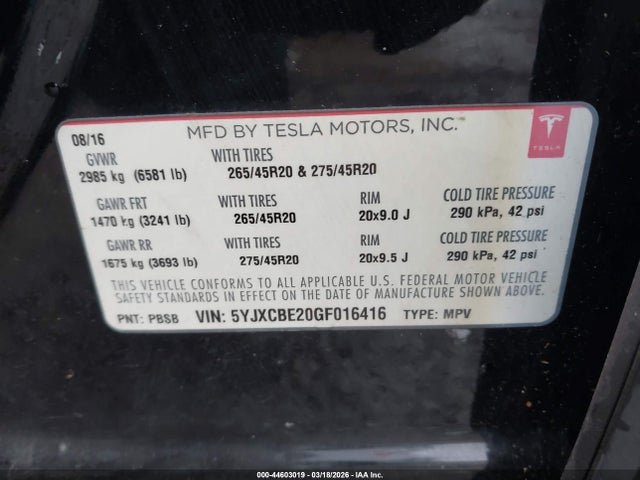 08/16 MFD BY TESLA MOTORS, INC.
TESLA
GVWR WITH TIRES
2985 kg (6581 lb) 265/45R20 & 275/45R20
GAWR FRT WITH TIRES RIM COLD TIRE PRESSURE
1470 kg (3241 lb) 265/45R20 20x9.0 J 290 kPa, 42 psi
GAWR RR WITH TIRES RIM COLD TIRE PRESSURE
1675 kg (3693 lb) 275/45R20 20x9.5 J 290 kPa, 42 psi
THIS VEHICLE CONFORMS TO ALL APPLICABLE U.S. FEDERAL MOTOR VEHICLE
SAFETY STANDARDS IN EFFECT ON THE DATE OF MANUFACTURE SHOWN ABOVE.
PNT: PBSB VIN: 5YJXCBE20GF016416 TYPE: MPV
000-44603019 - 03/18/2026 - IAA Inc.